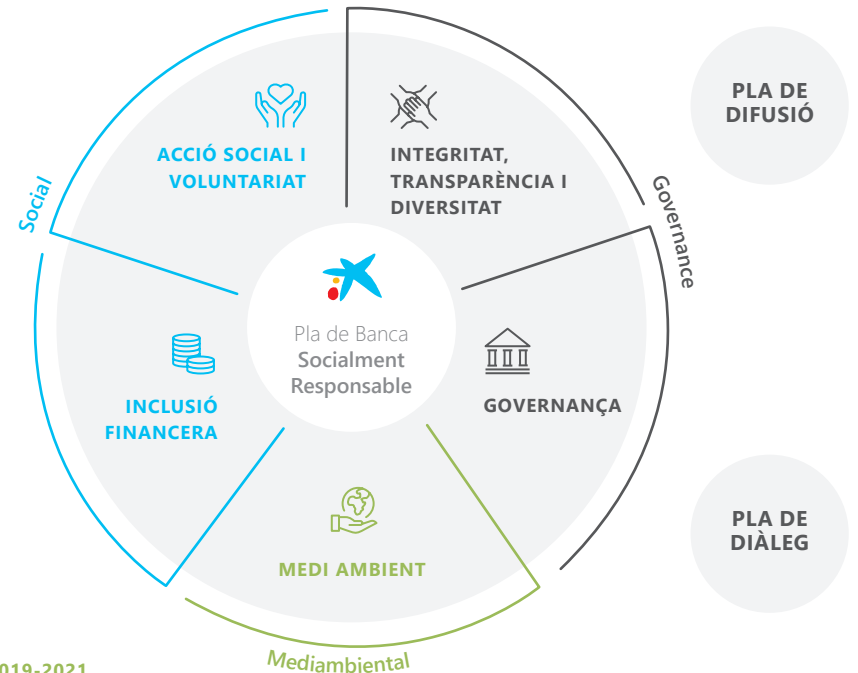 ACCIÓ SOCIAL I
VOLUNTARIAT
INTEGRITAT,
TRANSPARÈNCIA I
DIVERSITAT
PLA DE
DIFUSIÓ
Social
Governance
Pla de Banca
Socialment
Responsable
INCLUSIÓ
FINANCERA
GOVERNANÇA
MEDI AMBIENT
PLA DE
DIÀLEG
Mediambiental